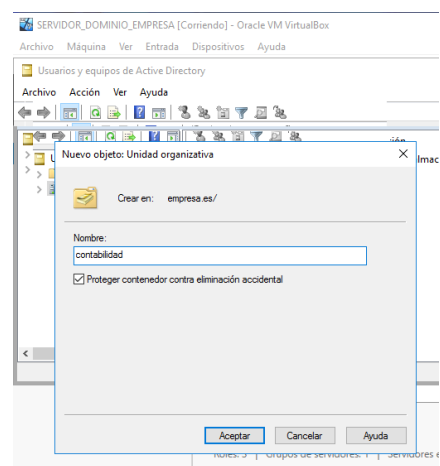 SERVIDOR_DOMINIO_EMPRESA [Corriendo] - Oracle VM VirtualBox
Archivo Máquina Ver Entrada Dispositivos Ayuda
Usuarios y equipos de Active Directory
Archivo Acción Ver Ayuda
Nuevo objeto: Unidad organizativa
Crear en: empresa.es/
Nombre:
contabilidad
Proteger contenedor contra eliminación accidental
Aceptar Cancelar Ayuda